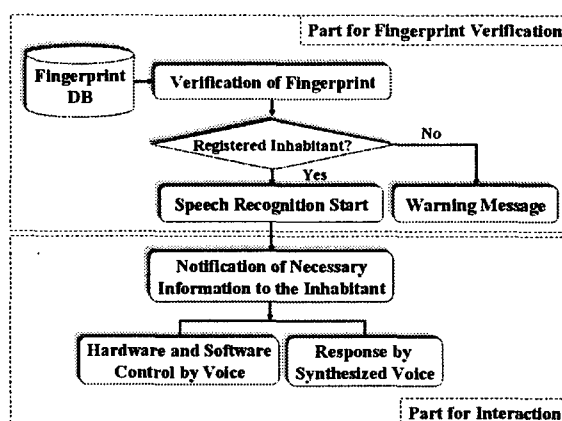 Part for Fingerprint Verification
Fingerprint
DB
Verification of Fingerprint
Registered Inhabitant?
No
Yes
Speech Recognition Start
Warning Message
Notification of Necessary
Information to the Inhabitant
Hardware and Software
Control by Voice
Response by
Synthesized Voice
Part for Interaction